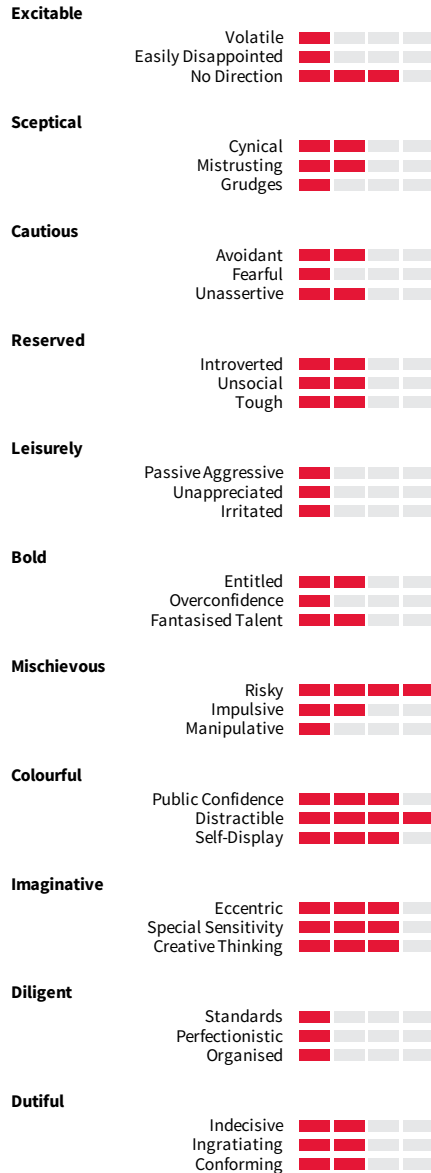 Excitable
Volatile
Easily Disappointed
No Direction
Sceptical
Cynical
Mistrusting
Grudges
Cautious
Avoidant
Fearful
Unassertive
Reserved
Introverted
Unsocial
Tough
Leisurely
Passive Aggressive
Unappreciated
Irritated
Bold
Entitled
Overconfidence
Fantasised Talent
Mischievous
Risky
Impulsive
Manipulative
Colourful
Public Confidence
Distractible
Self-Display
Imaginative
Eccentric
Special Sensitivity
Creative Thinking
Diligent
Standards
Perfectionistic
Organised
Dutiful
Indecisive
Ingratiating
Conforming